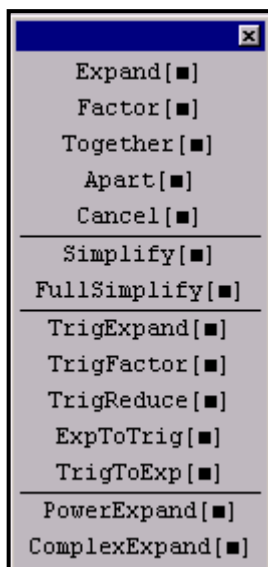 Expand[■]
Factor[■]
Together[■]
Apart[■]
Cancel[■]
Simplify[■]
FullSimplify[■]
TrigExpand[■]
TrigFactor[■]
TrigReduce[■]
ExpToTrig[■]
TrigToExp[■]
PowerExpand[■]
ComplexExpand[■]